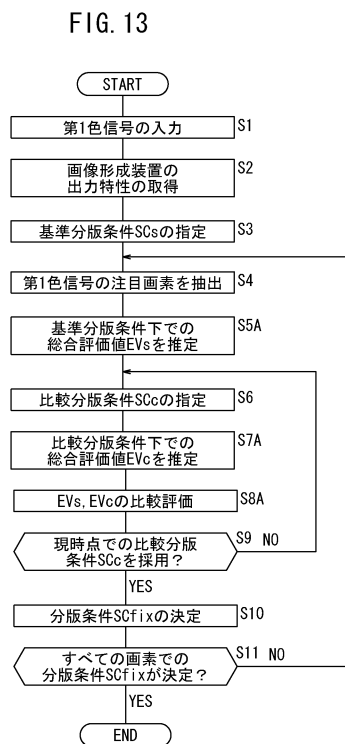 FIG. 13
START
第1色信号の入力 S1
画像形成装置の
出力特性の取得 S2
基準分版条件SCsの指定 S3
第1色信号の注目画素を抽出 S4
基準分版条件下での
総合評価値EVsを推定 S5A
比較分版条件SCcの指定 S6
比較分版条件下での
総合評価値EVcを推定 S7A
EVs,EVcの比較評価 S8A
現時点での比較分版
条件SCcを採用? S9 NO
YES
分版条件SCfixの決定 S10
すべての画素での
分版条件SCfixが決定? S11 NO
YES
END